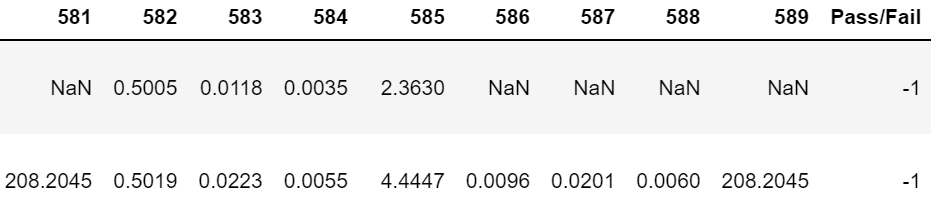 581 582 583 584 585 586 587 588 589 Pass/Fail
NaN 0.5005 0.0118 0.0035 2.3630 NaN NaN NaN NaN -1
208.2045 0.5019 0.0223 0.0055 4.4447 0.0096 0.0201 0.0060 208.2045 -1